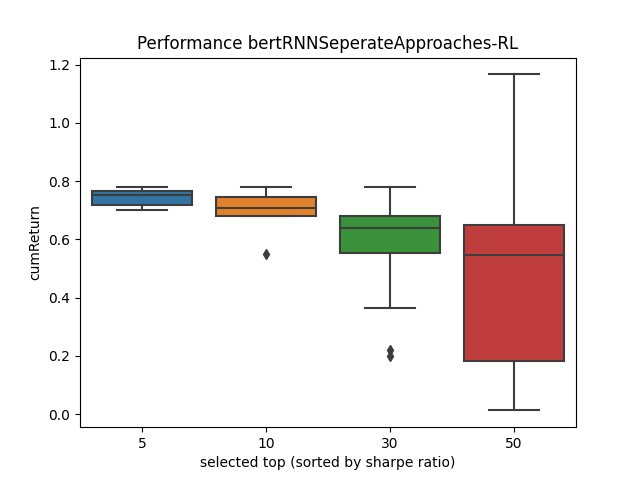 Performance bertRNNSeperateApproaches-RL
1.2
1.0
0.8
0.6
0.4
0.2
0.0
cumReturn
5 10 30 50
selected top (sorted by sharpe ratio)